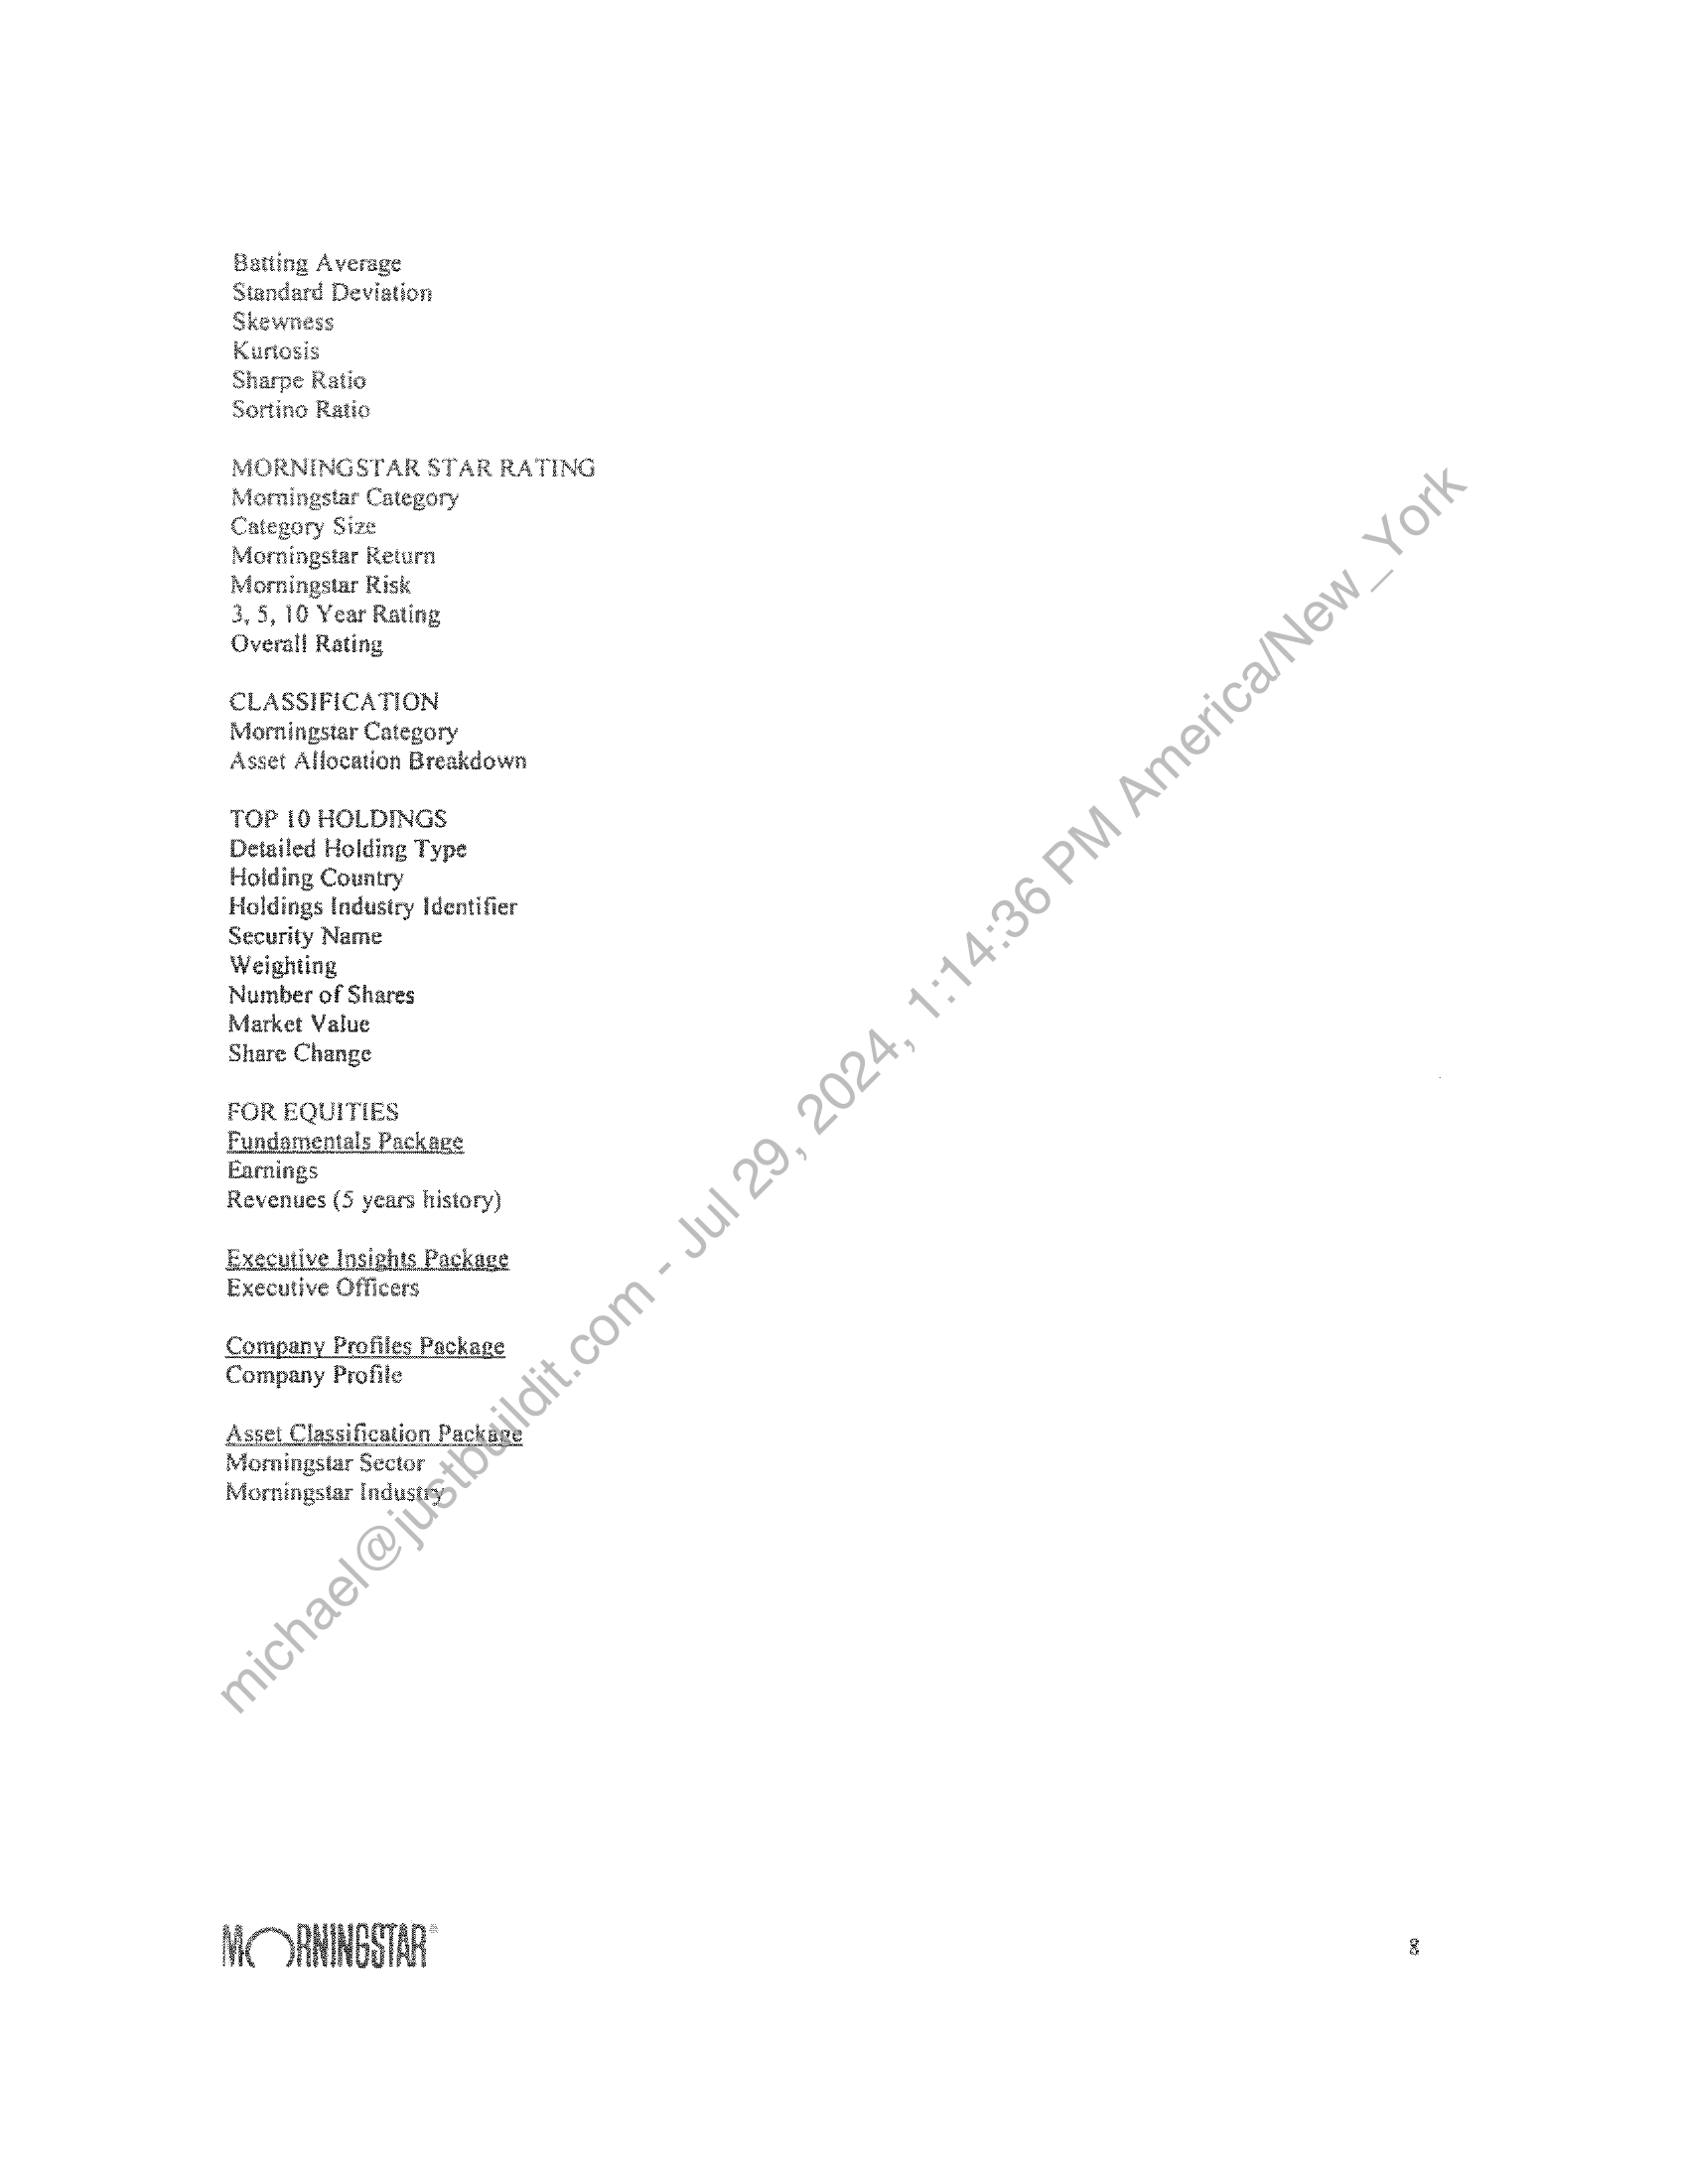 Batting Average
Standard Deviation
Skewness
Kurtosis
Sharpe Ratio
Sortino Ratio
MORNINGSTAR STAR RATING
Morningstar Category
Category Size
Morningstar Return
Morningstar Risk
3, 5, 10 Year Rating
Overall Rating
CLASSIFICATION
Morningstar Category
Asset Allocation Breakdown
TOP 10 HOLDINGS
Detailed Holding Type
Holding Country
Holdings Industry Identifier
Security Name
Weighting
Number of Shares
Market Value
Share Change
FOR EQUITIES
Fundamentals Package
Earnings
Revenues (5 years history)
Executive Insights Package
Executive Officers
Company Profiles Package
Company Profile
Asset Classification Package
Morningstar Sector
Morningstar Industry
michael@justbuildit.com - Jul 29, 2024, 1:14:36 PM America/New_York
MORNINGSTAR®
8